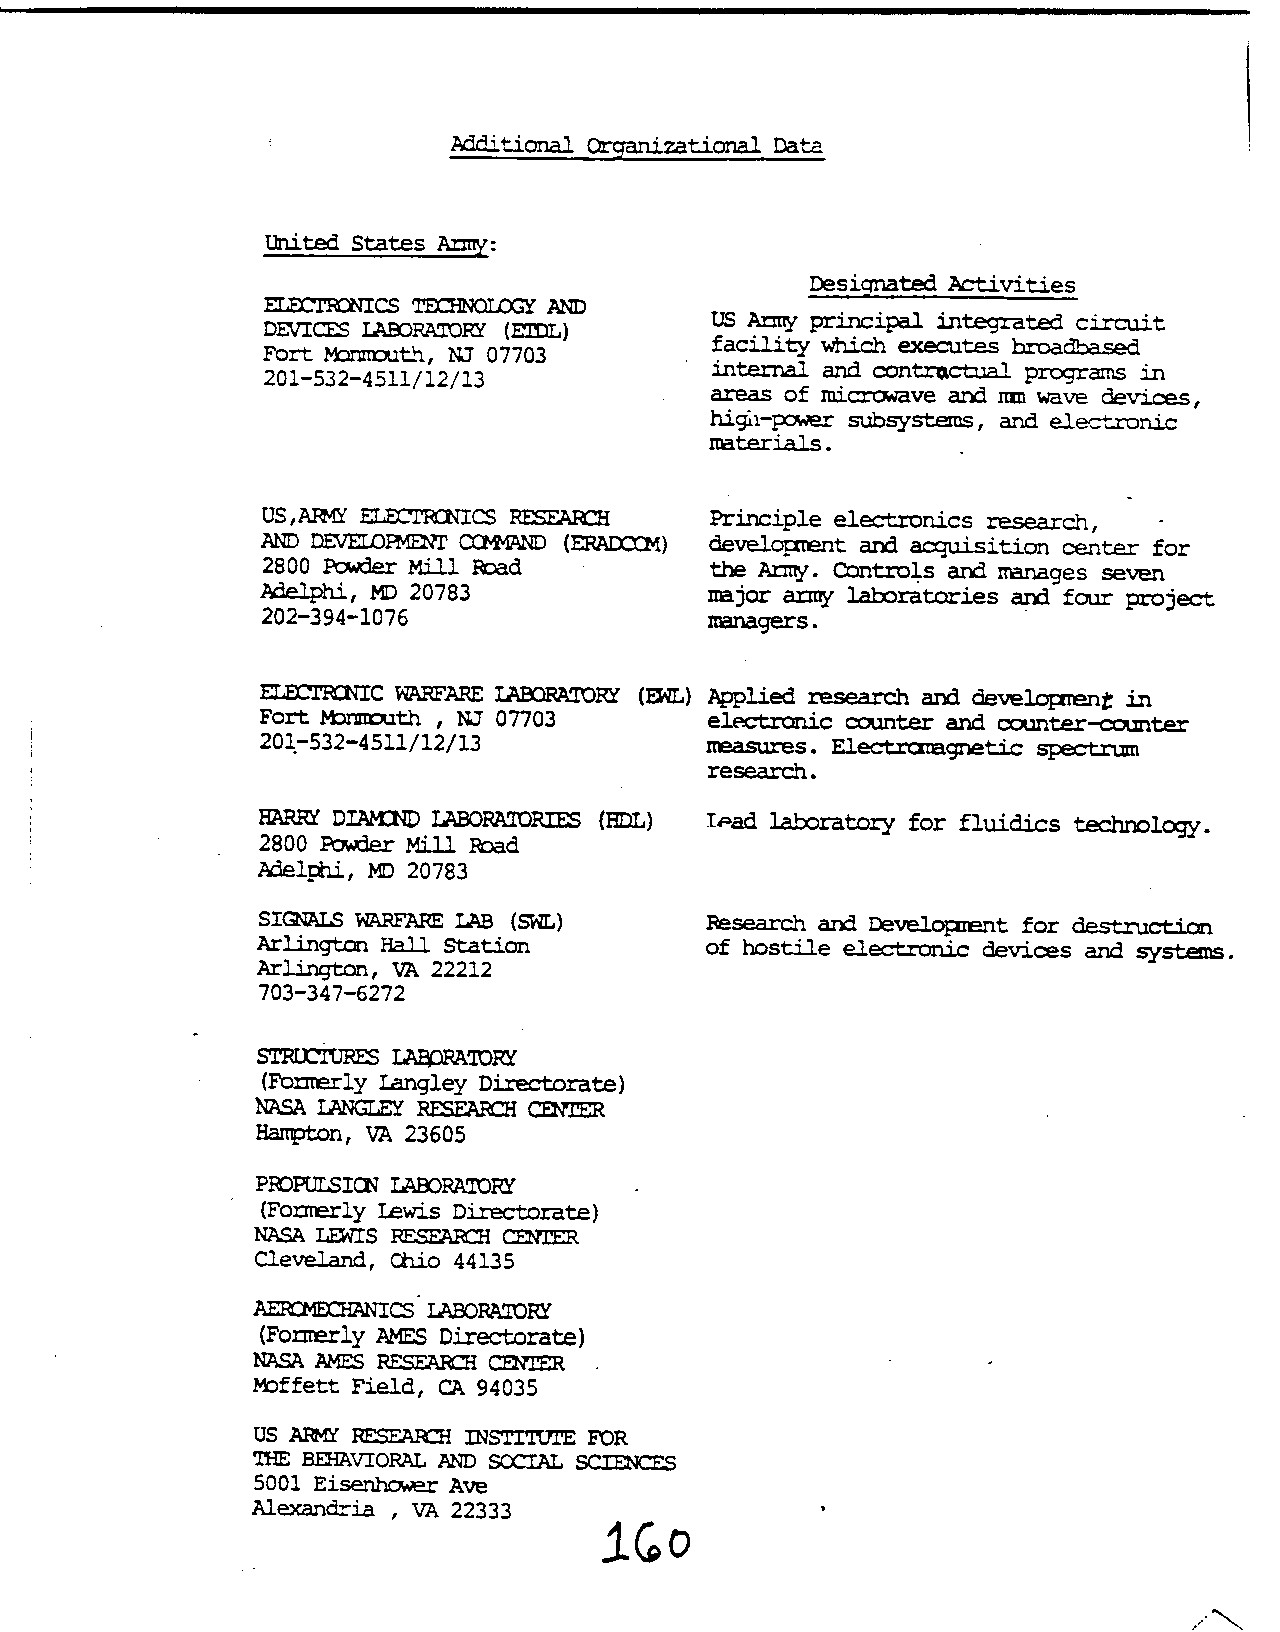 Additional Organizational Data
United States Army:
Designated Activities
ELECTRONICS TECHNOLOGY AND
DEVICES LABORATORY (ETDL)
Fort Monmouth, NJ 07703
201-532-4511/12/13
US Army principal integrated circuit
facility which executes broadbased
internal and contractual programs in
areas of microwave and mm wave devices,
high-power subsystems, and electronic
materials.
US,ARMY ELECTRONICS RESEARCH
AND DEVELOPMENT COMMAND (ERADCOM)
2800 Powder Mill Road
Adelphi, MD 20783
202-394-1076
Principle electronics research,
development and acquisition center for
the Army. Controls and manages seven
major army laboratories and four project
managers.
ELECTRONIC WARFARE LABORATORY (EWL)
Fort Monmouth , NJ 07703
201-532-4511/12/13
Applied research and development in
electronic counter and counter-counter
measures. Electromagnetic spectrum
research.
HARRY DIAMOND LABORATORIES (HDL)
2800 Powder Mill Road
Adelphi, MD 20783
Lead laboratory for fluidics technology.
SIGNALS WARFARE LAB (SWL)
Arlington Hall Station
Arlington, VA 22212
703-347-6272
Research and Development for destruction
of hostile electronic devices and systems.
STRUCTURES LABORATORY
(Formerly Langley Directorate)
NASA LANGLEY RESEARCH CENTER
Hampton, VA 23605
PROPULSION LABORATORY
(Formerly Lewis Directorate)
NASA LEWIS RESEARCH CENTER
Cleveland, Ohio 44135
AEROMECHANICS LABORATORY
(Formerly AMES Directorate)
NASA AMES RESEARCH CENTER
Moffett Field, CA 94035
US ARMY RESEARCH INSTITUTE FOR
THE BEHAVIORAL AND SOCIAL SCIENCES
5001 Eisenhower Ave
Alexandria , VA 22333
160